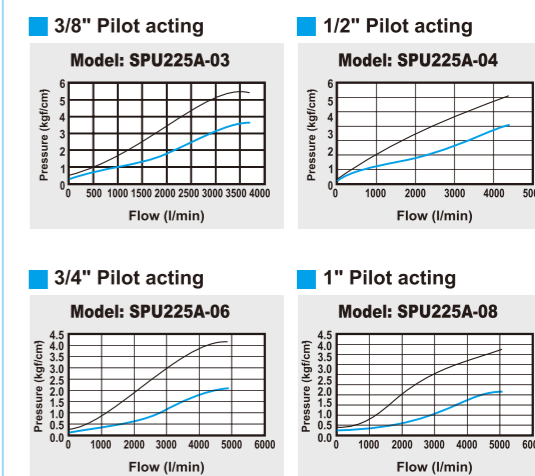 3/8" Pilot acting
Model: SPU225A-03
Pressure (kgf/cm)
6
5
4
3
2
1
0
0 500 1000 1500 2000 2500 3000 3500 4000
Flow (l/min)
1/2" Pilot acting
Model: SPU225A-04
Pressure (kgf/cm)
6
5
4
3
2
1
0
0 1000 2000 3000 4000 500
Flow (l/min)
3/4" Pilot acting
Model: SPU225A-06
Pressure (kgf/cm)
4.5
4.0
3.5
3.0
2.5
2.0
1.5
1.0
0.5
0.0
0 1000 2000 3000 4000 5000 6000
Flow (l/min)
1" Pilot acting
Model: SPU225A-08
Pressure (kgf/cm)
4.5
4.0
3.5
3.0
2.5
2.0
1.5
1.0
0.5
0.0
0 1000 2000 3000 4000 5000 600
Flow (l/min)